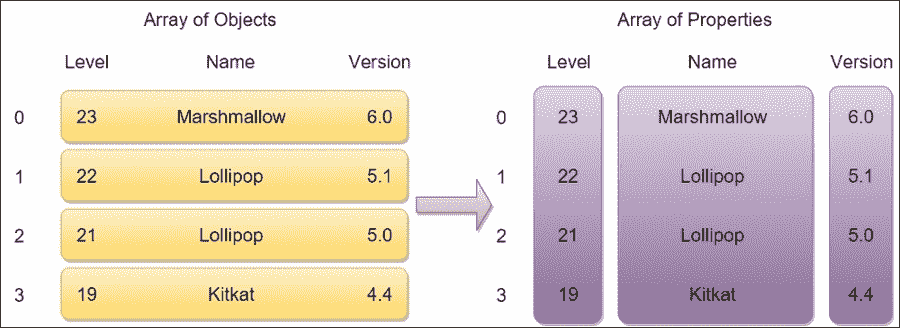 Array of Objects
Level Name Version
0 23 Marshmallow 6.0
1 22 Lollipop 5.1
2 21 Lollipop 5.0
3 19 Kitkat 4.4
Array of Properties
Level Name Version
0 23 Marshmallow 6.0
1 22 Lollipop 5.1
2 21 Lollipop 5.0
3 19 Kitkat 4.4